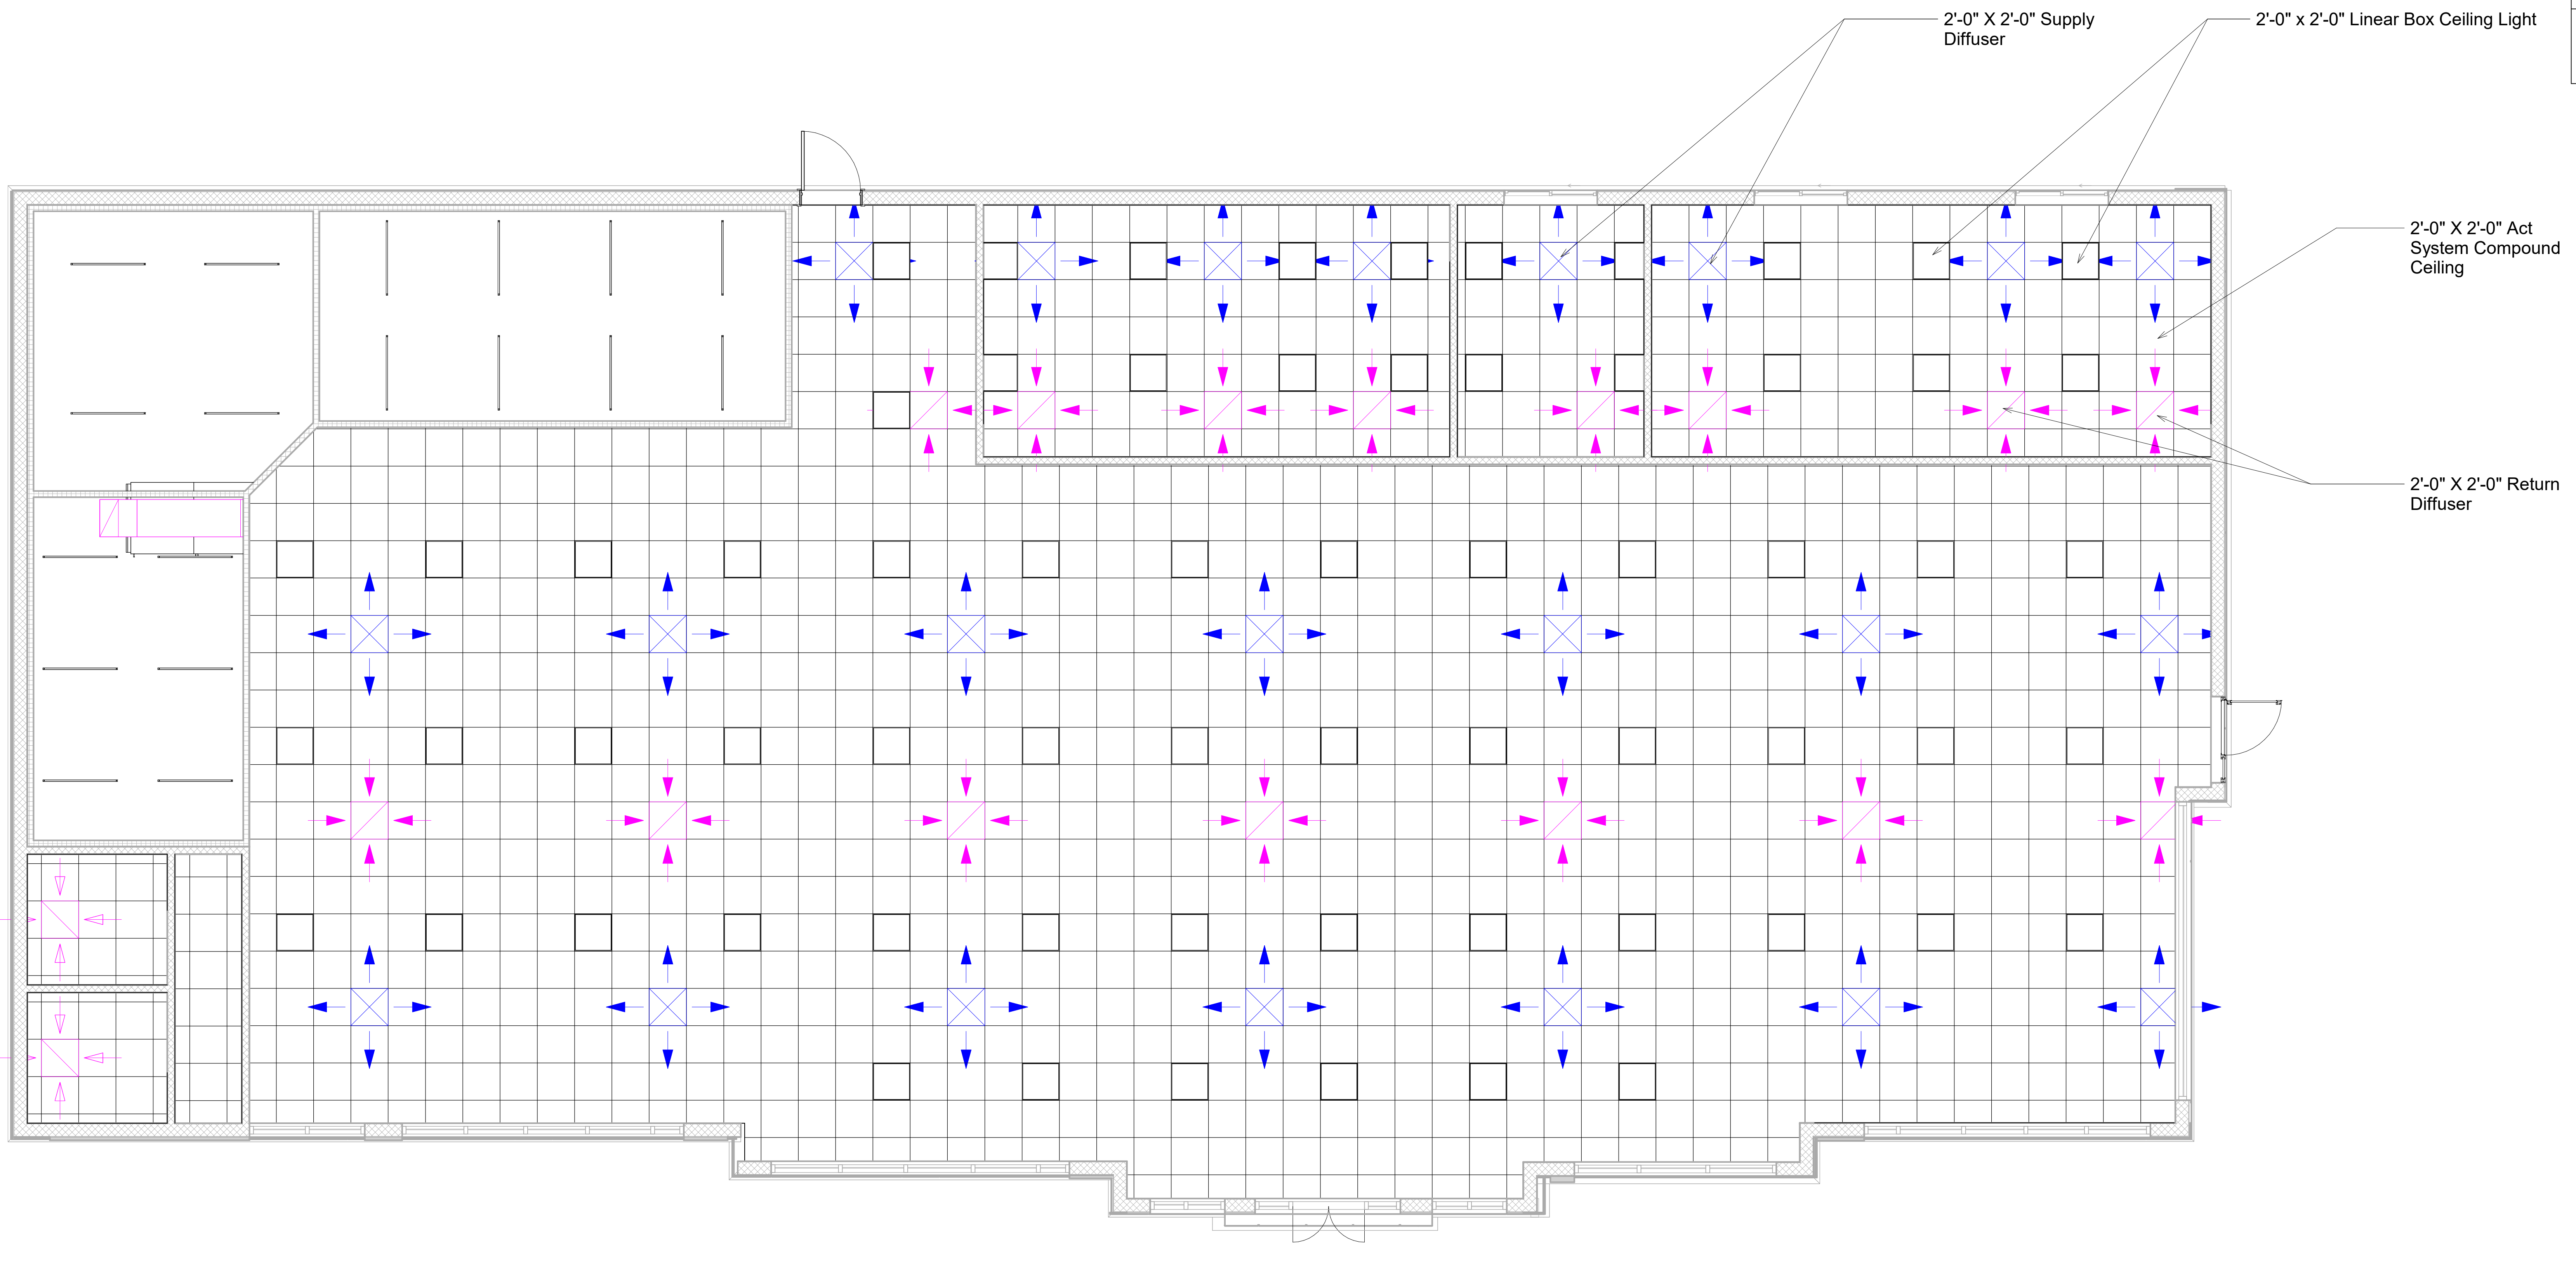 2'-0" X 2'-0" Supply
Diffuser
2'-0" x 2'-0" Linear Box Ceiling Light
2'-0" X 2'-0" Act
System Compound
Ceiling
2'-0" X 2'-0" Return
Diffuser